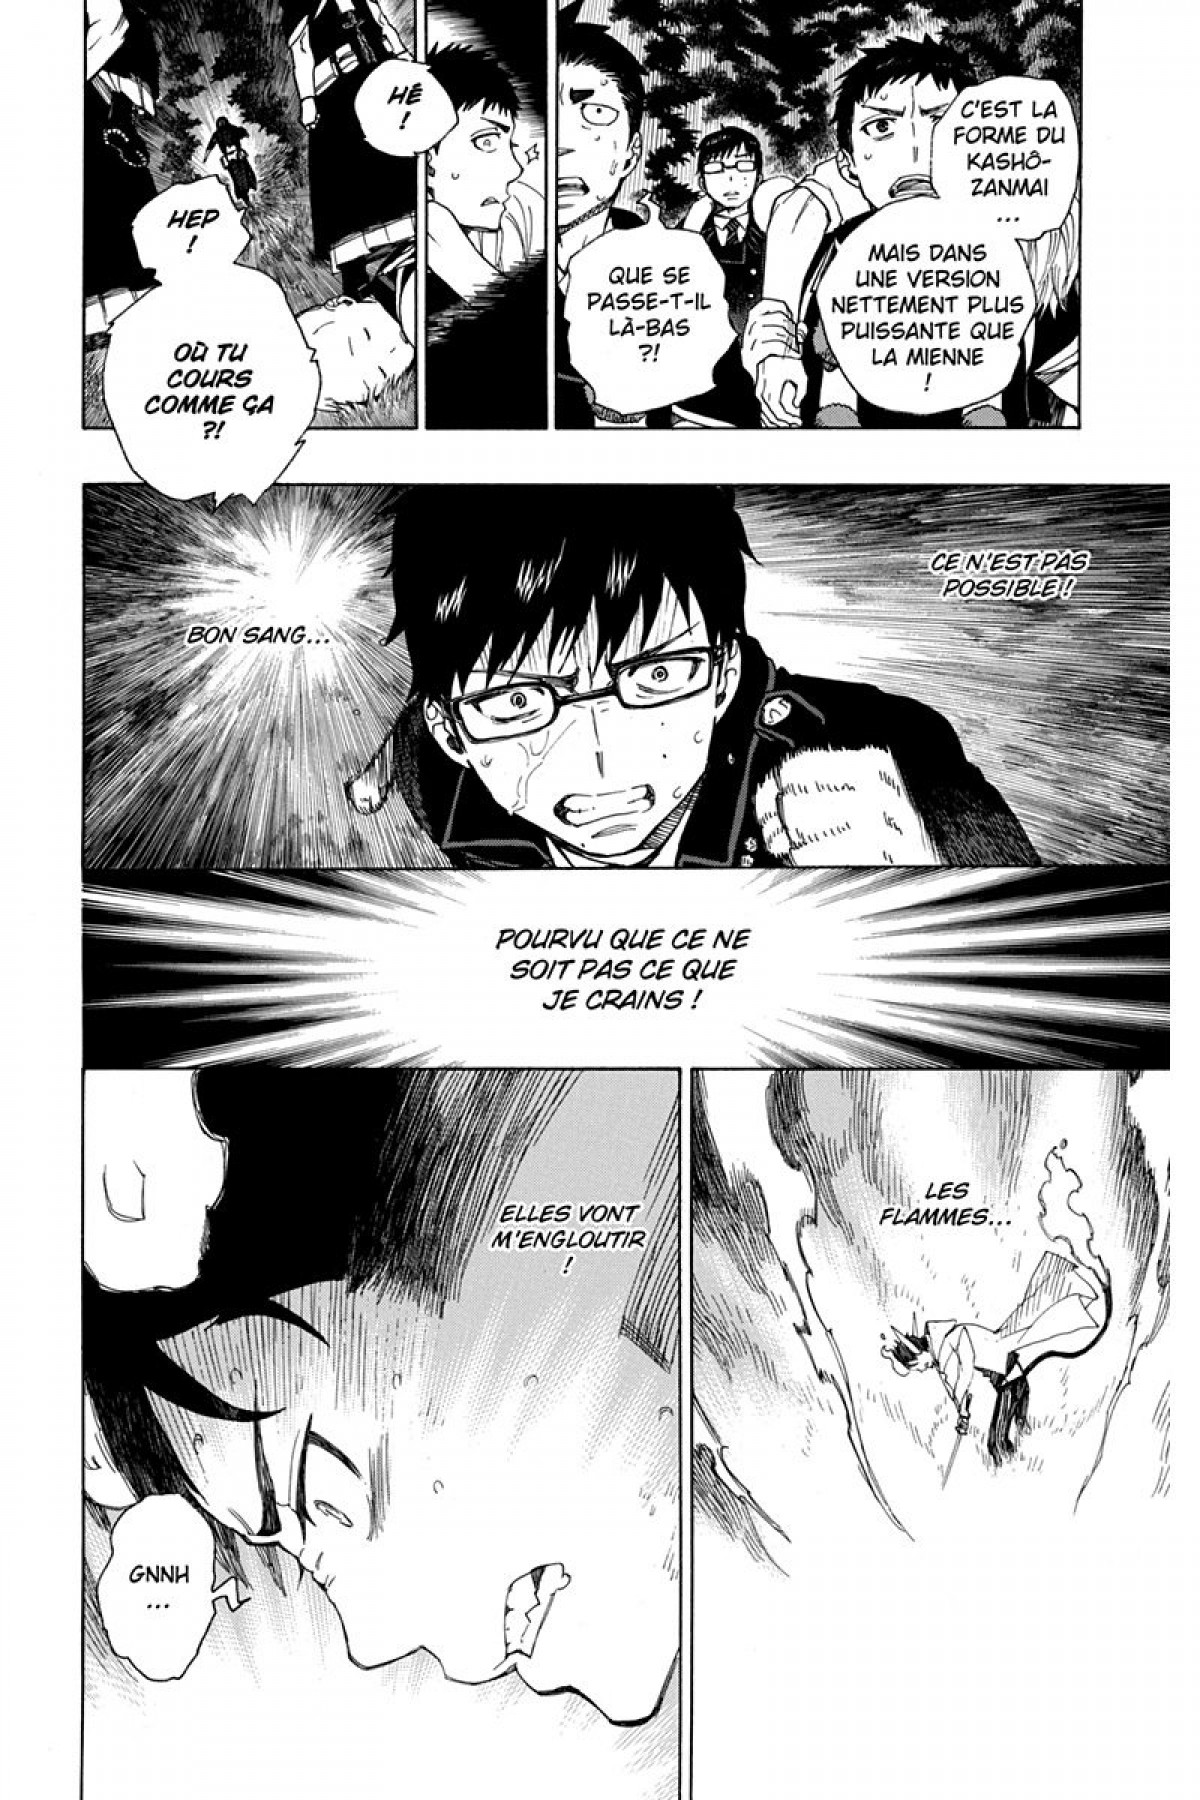 C'EST LA
FORME DU
KASHÔ-
ZANMAI
...
MAIS DANS
UNE VERSION
NETTEMENT PLUS
PUISSANTE QUE
LA MIENNE
!
QUE SE
PASSE-T-IL
LÀ-BAS
?!
HÉ
!
HEP
!
OÙ TU
COURS
COMME ÇA
?!
CE N'EST PAS
POSSIBLE !
BON SANG...
POURVU QUE CE NE
SOIT PAS CE QUE
JE CRAINS !
LES
FLAMMES...
ELLES VONT
M'ENGLOUTIR
!
GNNH
...